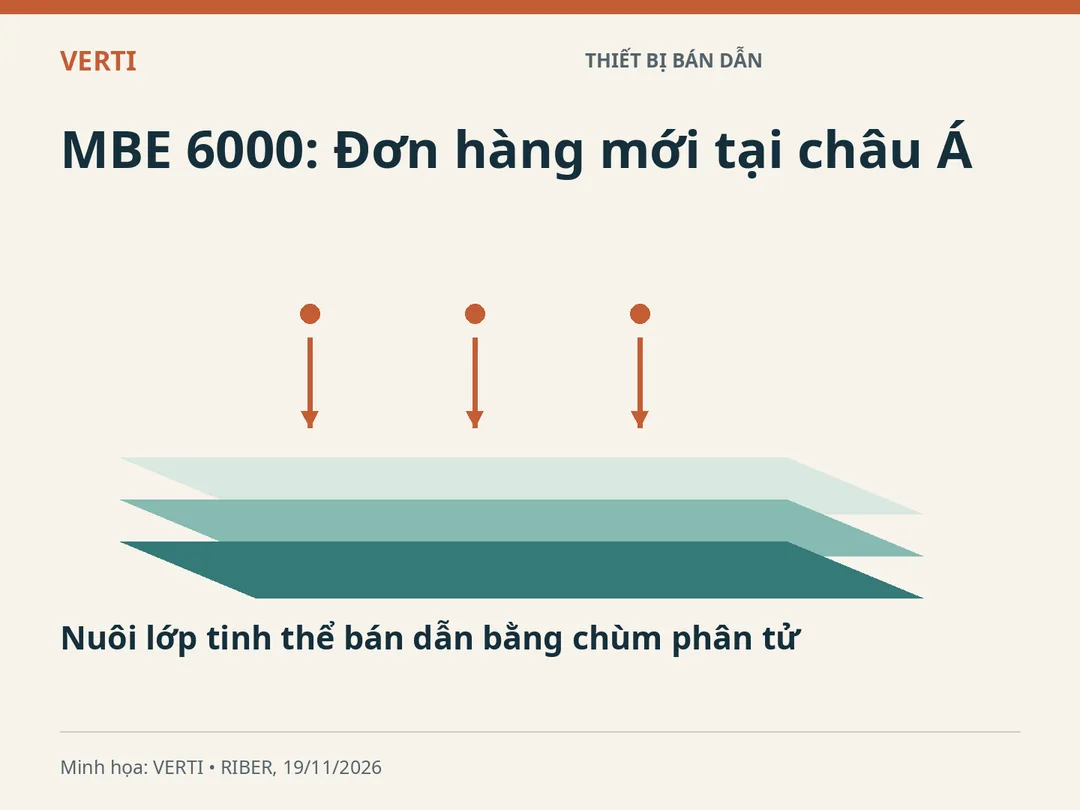 VERTI
THIẾT BỊ BÁN DẪN
MBE 6000: Đơn hàng mới tại châu Á
Nuôi lớp tinh thể bán dẫn bằng chùm phân tử
Minh họa: VERTI • RIBER, 19/11/2026